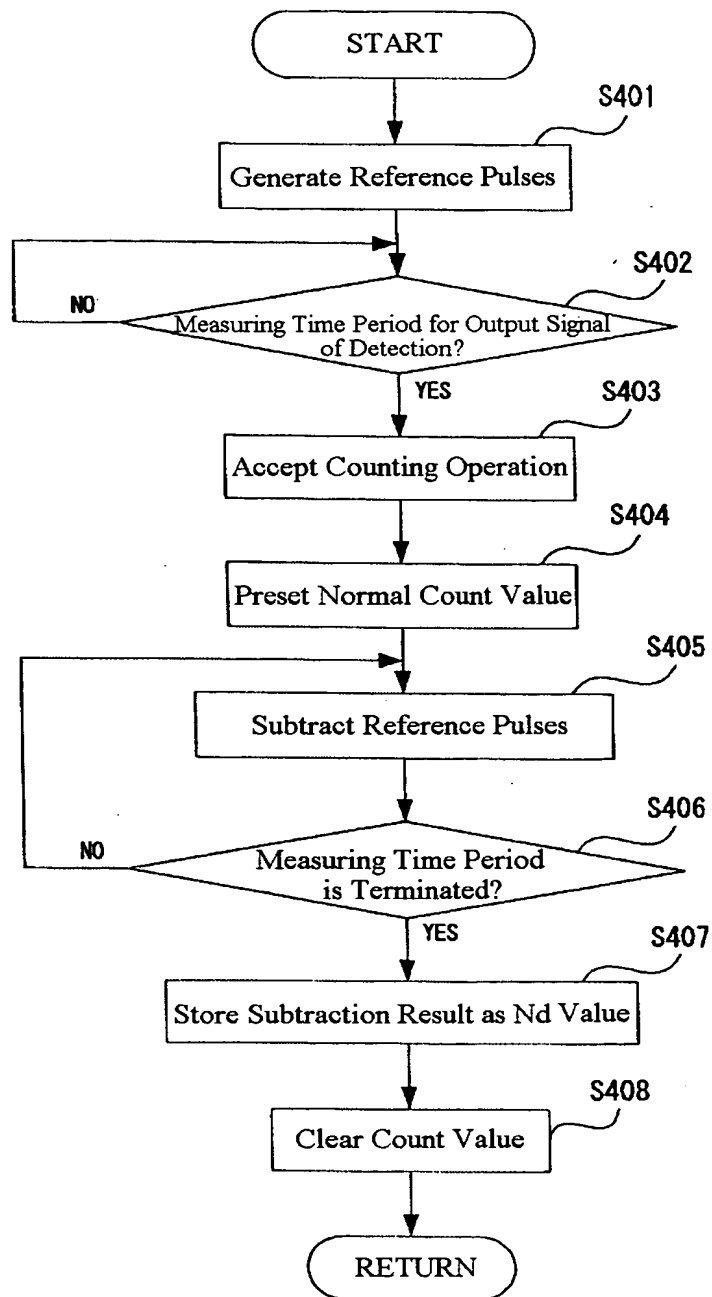 START
S401
Generate Reference Pulses
S402
NO
Measuring Time Period for Output Signal
of Detection?
YES
S403
Accept Counting Operation
S404
Preset Normal Count Value
S405
Subtract Reference Pulses
S406
NO
Measuring Time Period
is Terminated?
YES
S407
Store Subtraction Result as Nd Value
S408
Clear Count Value
RETURN